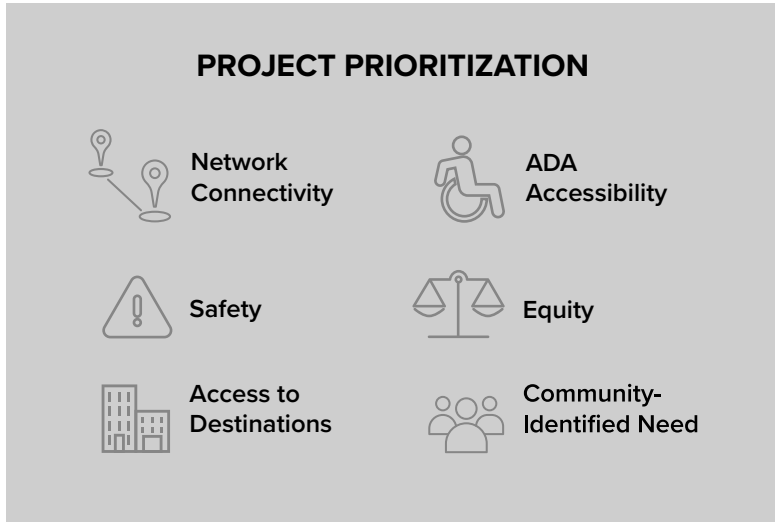 PROJECT PRIORITIZATION
Network
Connectivity
ADA
Accessibility
Safety
Equity
Access to
Destinations
Community-
Identified Need